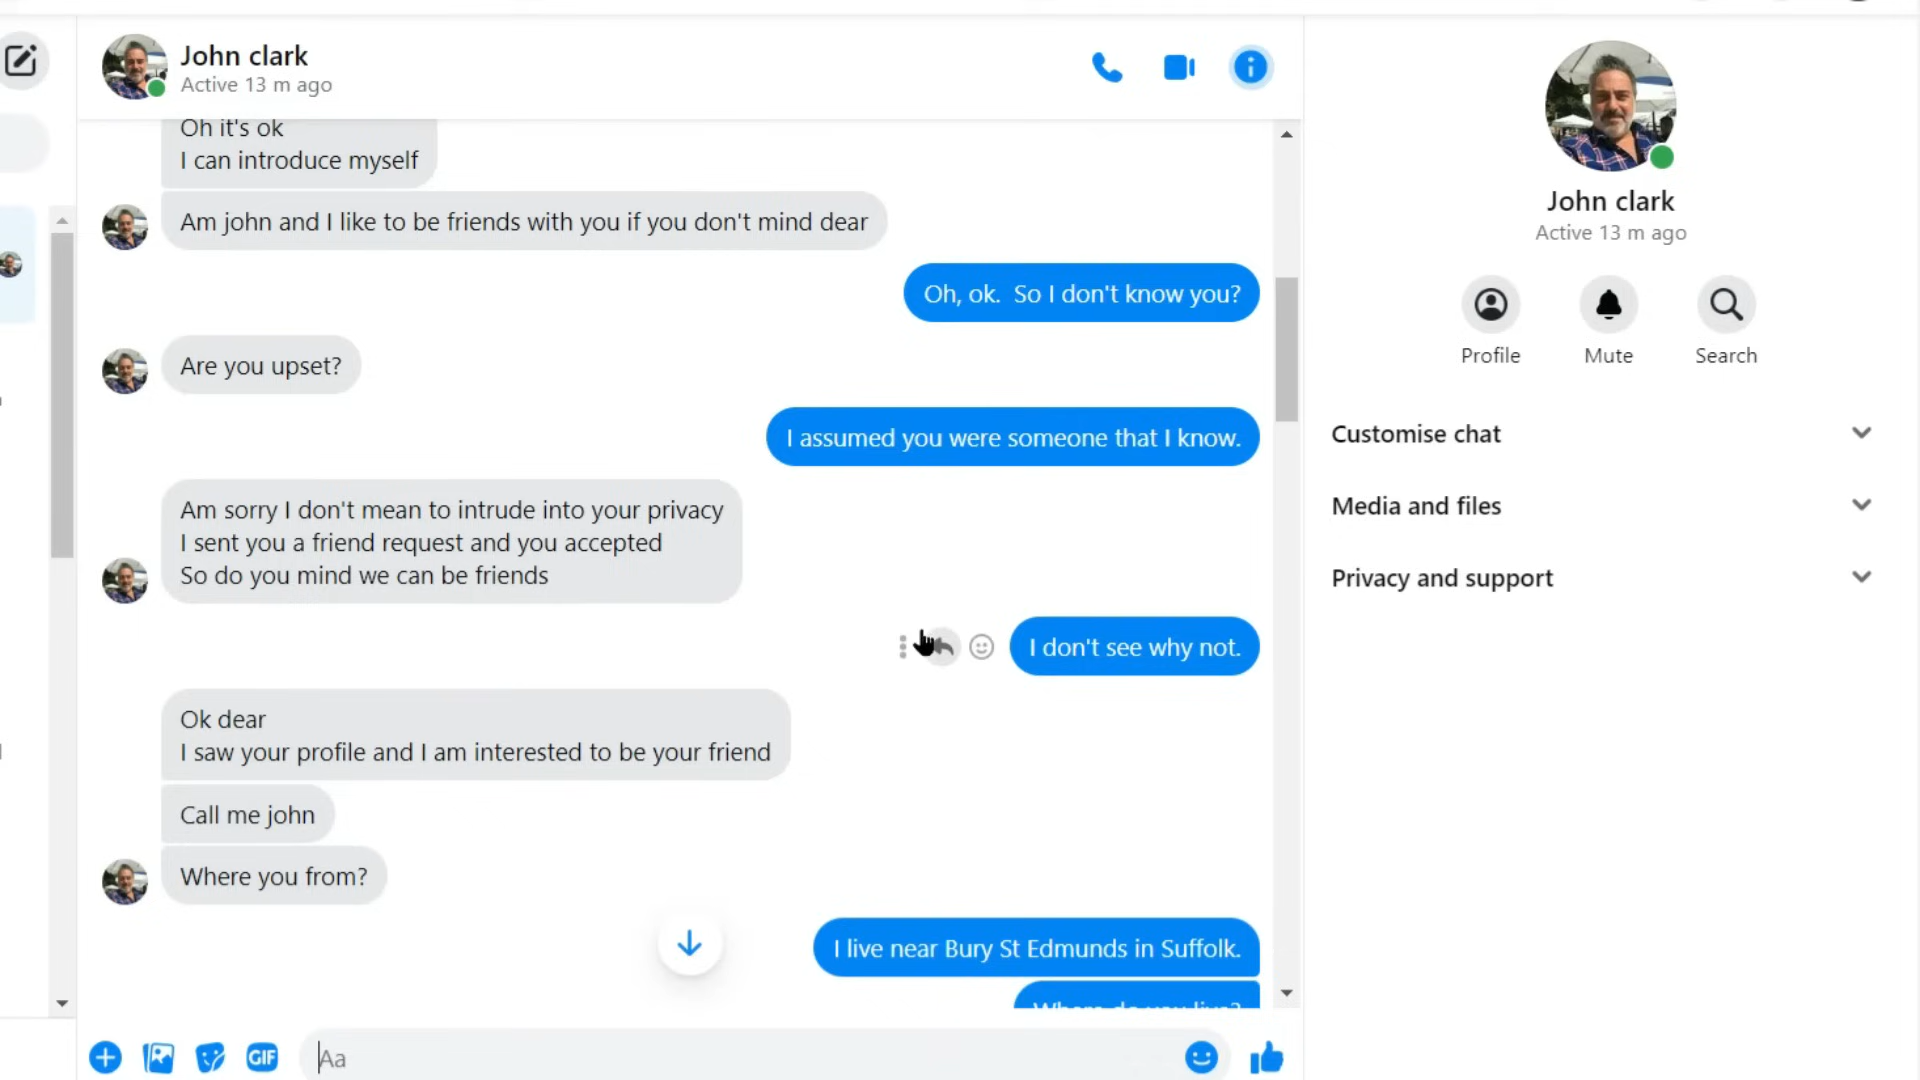 John clark
Active 13 m ago
Oh it's ok
I can introduce myself
Am john and I like to be friends with you if you don't mind dear
Oh, ok. So I don't know you?
Are you upset?
I assumed you were someone that I know.
Am sorry I don't mean to intrude into your privacy
I sent you a friend request and you accepted
So do you mind we can be friends
I don't see why not.
Ok dear
I saw your profile and I am interested to be your friend
Call me john
Where you from?
I live near Bury St Edmunds in Suffolk.
Where do you live?
GIF
Aa
John clark
Active 13 m ago
Profile
Mute
Search
Customise chat
Media and files
Privacy and support